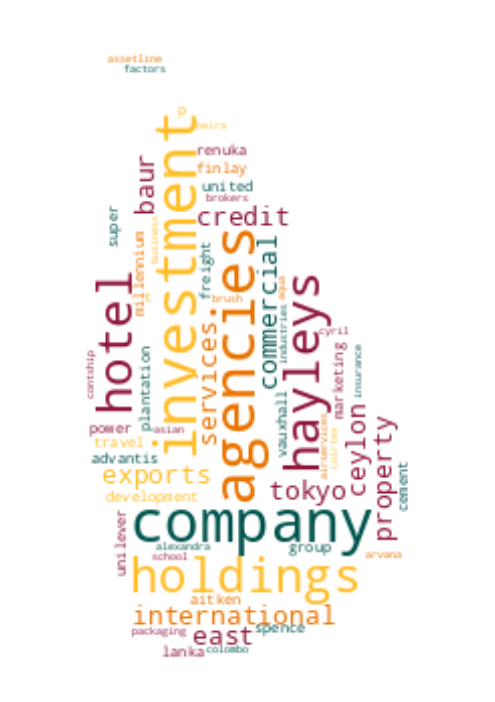 assetline
factors
p
beira
investment
renuka
baur
finlay
united
brokers
super
credit
business
millennium
agencies
commercial
freight
hotel
hayleys
aqua
brush
rt
industries
services.
cyril
contship
plantation
marketing
insurance
vauxhall
ceylon
property
airservices
cairtex
power
asian
travel
advantis
exports
cement
tokyo
development
company
unilever
alexandra
group
school
arvana
holdings
aitken
international
packaging
east
spence
lanka
colombo